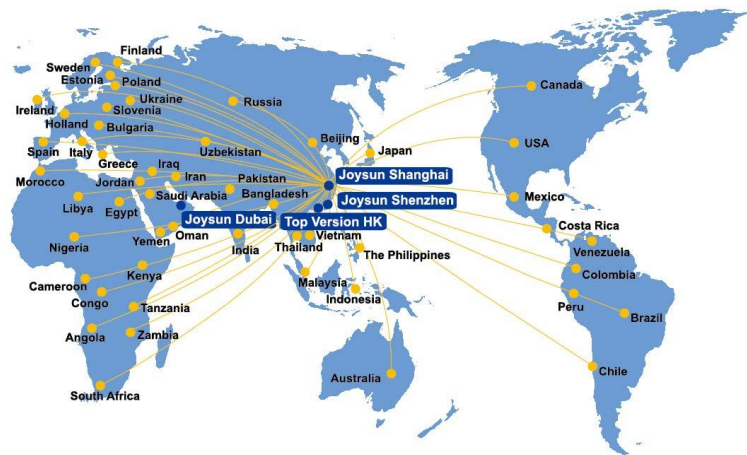 Finland
Sweden
Estonia
Poland
Ukraine
Russia
Ireland
Slovenia
Holland
Bulgaria
Beijing
Japan
Spain
Italy
Uzbekistan
Greece
Iraq
Morocco
Jordan
Iran
Pakistan
Joysun Shanghai
Saudi Arabia
Bangladesh
Libya
Egypt
Joysun Shenzhen
Joysun Dubai
Top Version HK
Nigeria
Yemen
Oman
India
Thailand
Vietnam
The Philippines
Kenya
Cameroon
Congo
Malaysia
Indonesia
Tanzania
Angola
Zambia
South Africa
Australia
Canada
USA
Mexico
Costa Rica
Venezuela
Colombia
Peru
Brazil
Chile